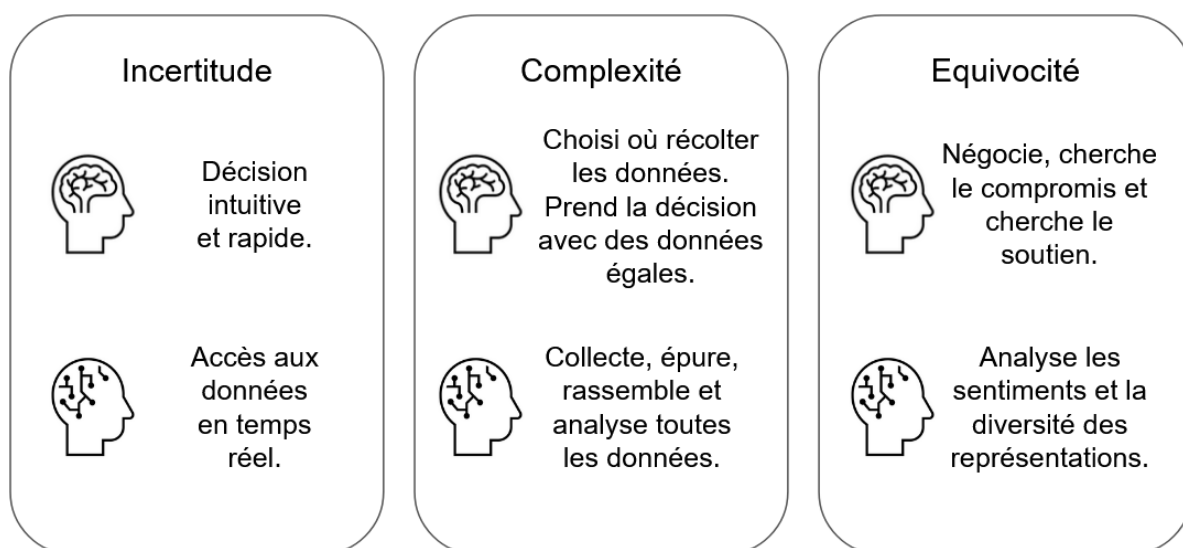 Incertitude
Décision
intuitive
et rapide.
Accès aux
données
en temps
réel.
Complexité
Choisi où récolter
les données.
Prend la décision
avec des données
égales.
Collecte, épure,
rassemble et
analyse toutes
les données.
Equivocité
Négocie, cherche
le compromis et
cherche le
soutien.
Analyse les
sentiments et la
diversité des
représentations.